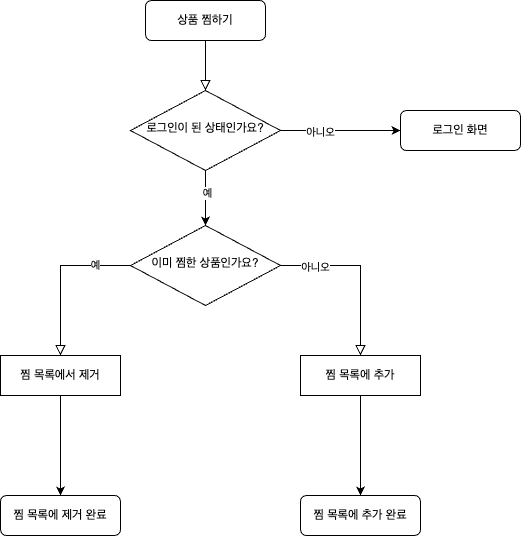 상품 찜하기
로그인이 된 상태인가요?
아니오
로그인 화면
예
이미 찜한 상품인가요?
예
아니오
찜 목록에서 제거
찜 목록에 추가
찜 목록에 제거 완료
찜 목록에 추가 완료